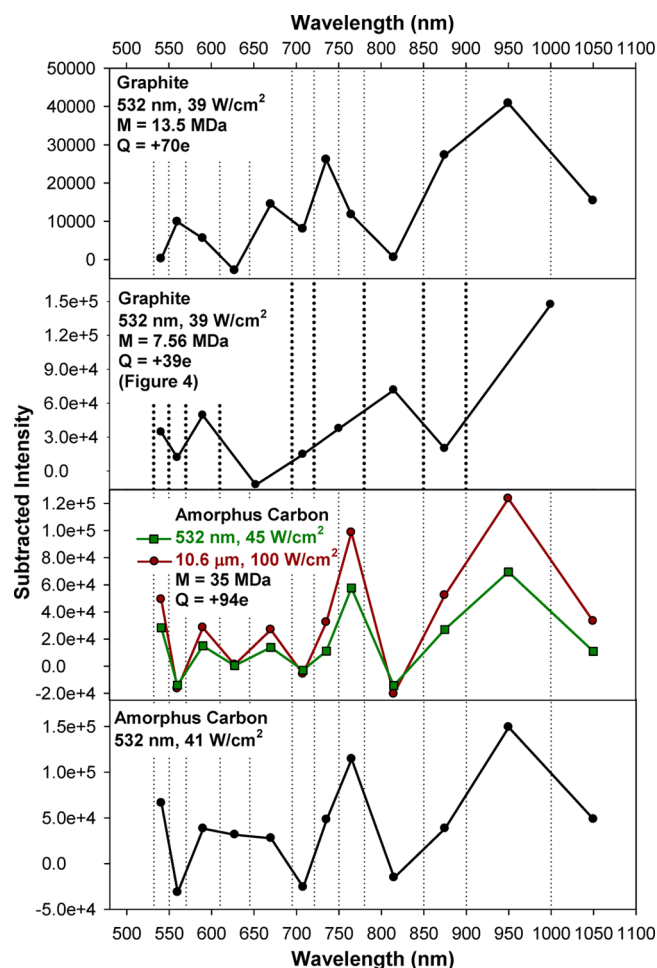 Wavelength (nm)
500 550 600 650 700 750 800 850 900 950 1000 1050 1100
50000
40000
30000
20000
10000
0
Graphite
532 nm, 39 W/cm²
M = 13.5 MDa
Q = +70e
1.5e+5
1.2e+5
9.0e+4
6.0e+4
3.0e+4
0.0
Graphite
532 nm, 39 W/cm²
M = 7.56 MDa
Q = +39e
(Figure 4)
Subtracted Intensity
1.2e+5
1.0e+5
8.0e+4
6.0e+4
4.0e+4
2.0e+4
0.0
-2.0e+4
Amorphus Carbon
532 nm, 45 W/cm²
10.6 μm, 100 W/cm²
M = 35 MDa
Q = +94e
1.5e+5
1.0e+5
5.0e+4
0.0
-5.0e+4
Amorphus Carbon
532 nm, 41 W/cm²
500 550 600 650 700 750 800 850 900 950 1000 1050 1100
Wavelength (nm)